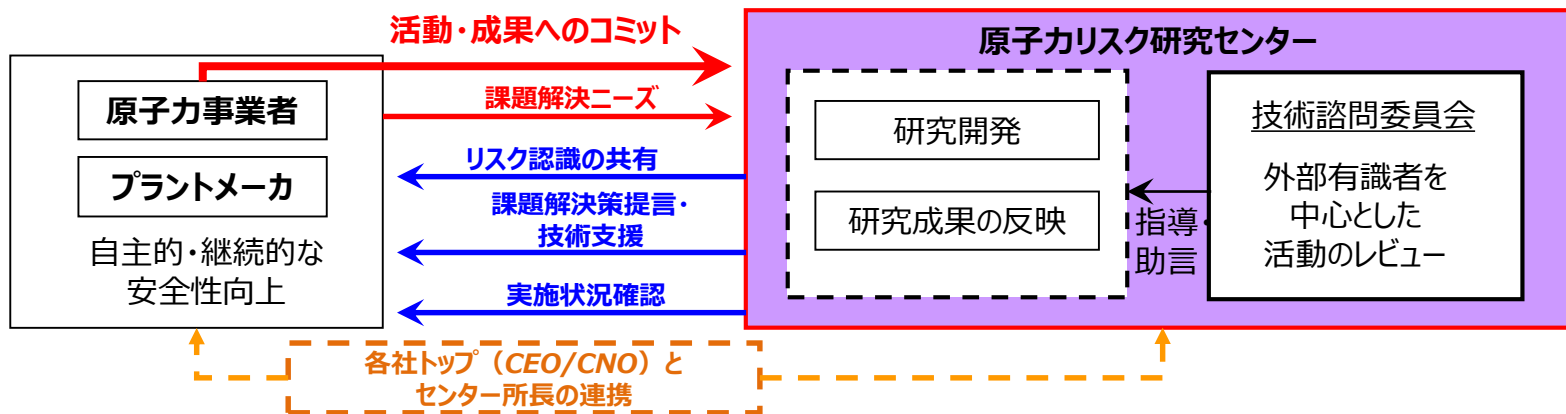 活動・成果へのコミット
原子力事業者
プラントメーカ
自主的・継続的な
安全性向上
課題解決ニーズ
リスク認識の共有
課題解決策提言・
技術支援
実施状況確認
原子力リスク研究センター
研究開発
研究成果の反映
指導・
助言
技術諮問委員会
外部有識者を
中心とした
活動のレビュー
各社トップ（CEO/CNO）と
センター所長の連携